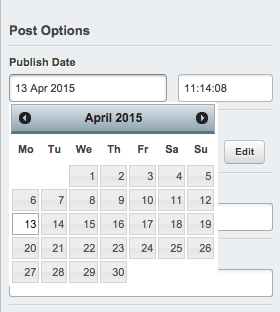 Post Options
Publish Date
13 Apr 2015 11:14:08
April 2015
Mo Tu We Th Fr Sa Su
1 2 3 4 5
6 7 8 9 10 11 12
13 14 15 16 17 18 19
20 21 22 23 24 25 26
27 28 29 30
Edit